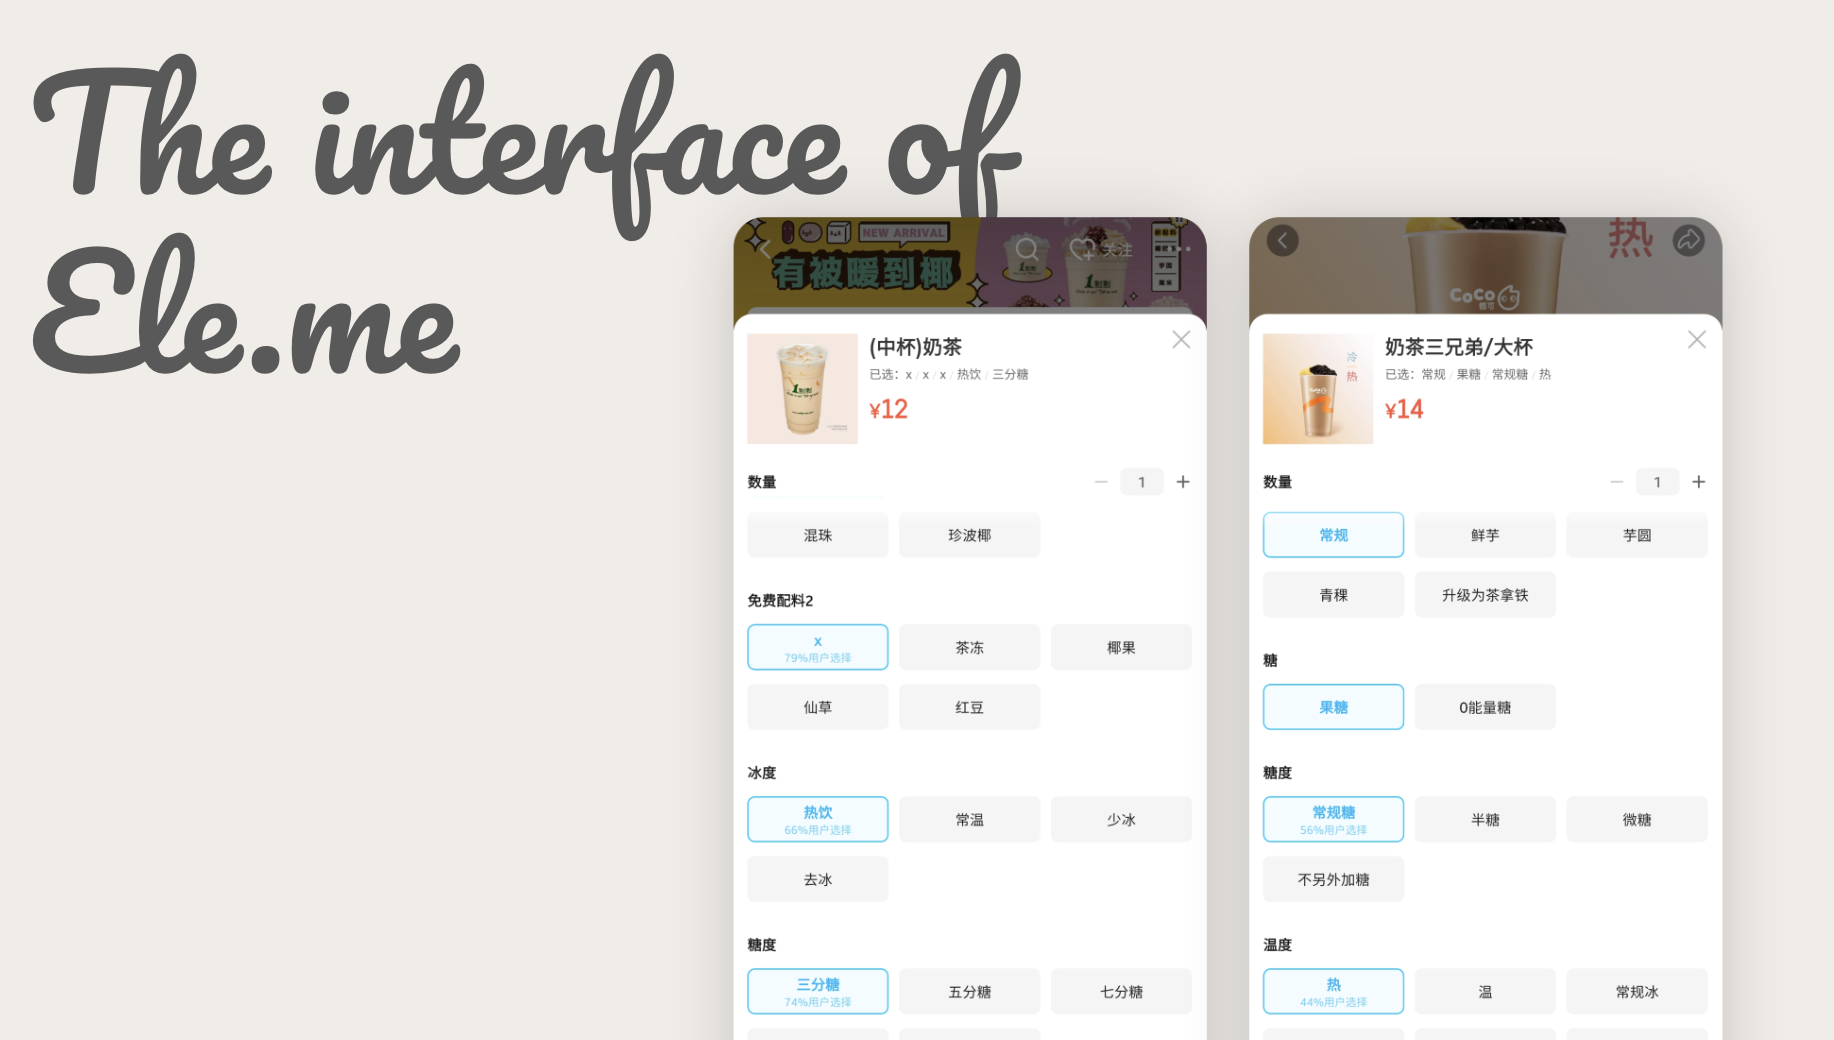 The interface of
Ele.me
NEW ARRIVAL
有被暖到椰
关注
(中杯)奶茶
已选：x / x / x / 热饮 / 三分糖
¥12
数量
1
混珠
珍波椰
免费配料2
x
79%用户选择
茶冻
椰果
仙草
红豆
冰度
热饮
66%用户选择
常温
少冰
去冰
糖度
三分糖
74%用户选择
五分糖
七分糖
热
CoCo
都可
冷
热
奶茶三兄弟/大杯
已选：常规 / 果糖 / 常规糖 / 热
¥14
数量
1
常规
鲜芋
芋圆
青稞
升级为茶拿铁
糖
果糖
0能量糖
糖度
常规糖
56%用户选择
半糖
微糖
不另外加糖
温度
热
44%用户选择
温
常规冰